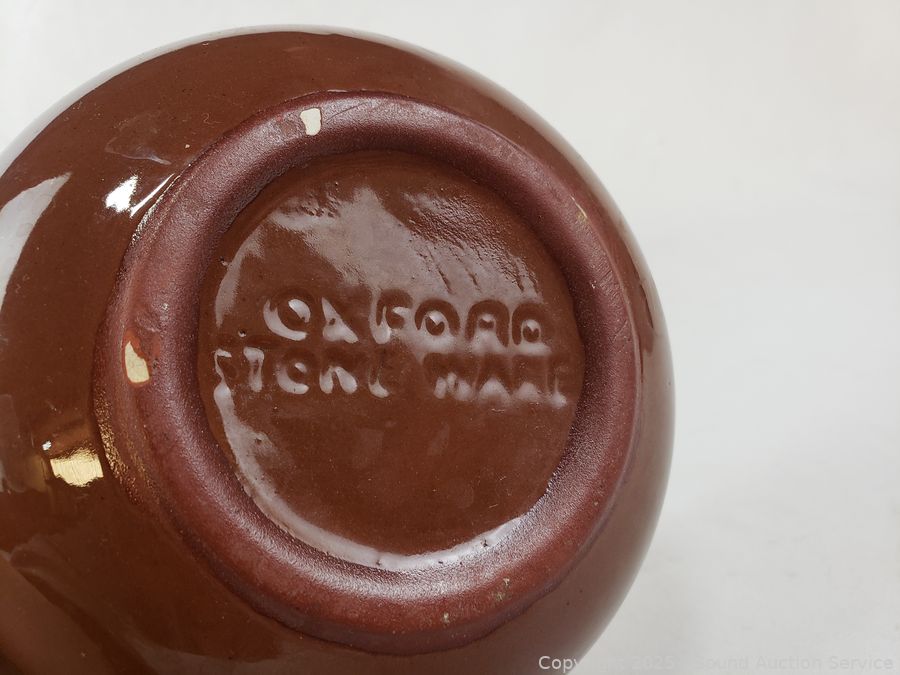 OXFORD
STONE WARE
Copyright 2025 - Sound Auction Service